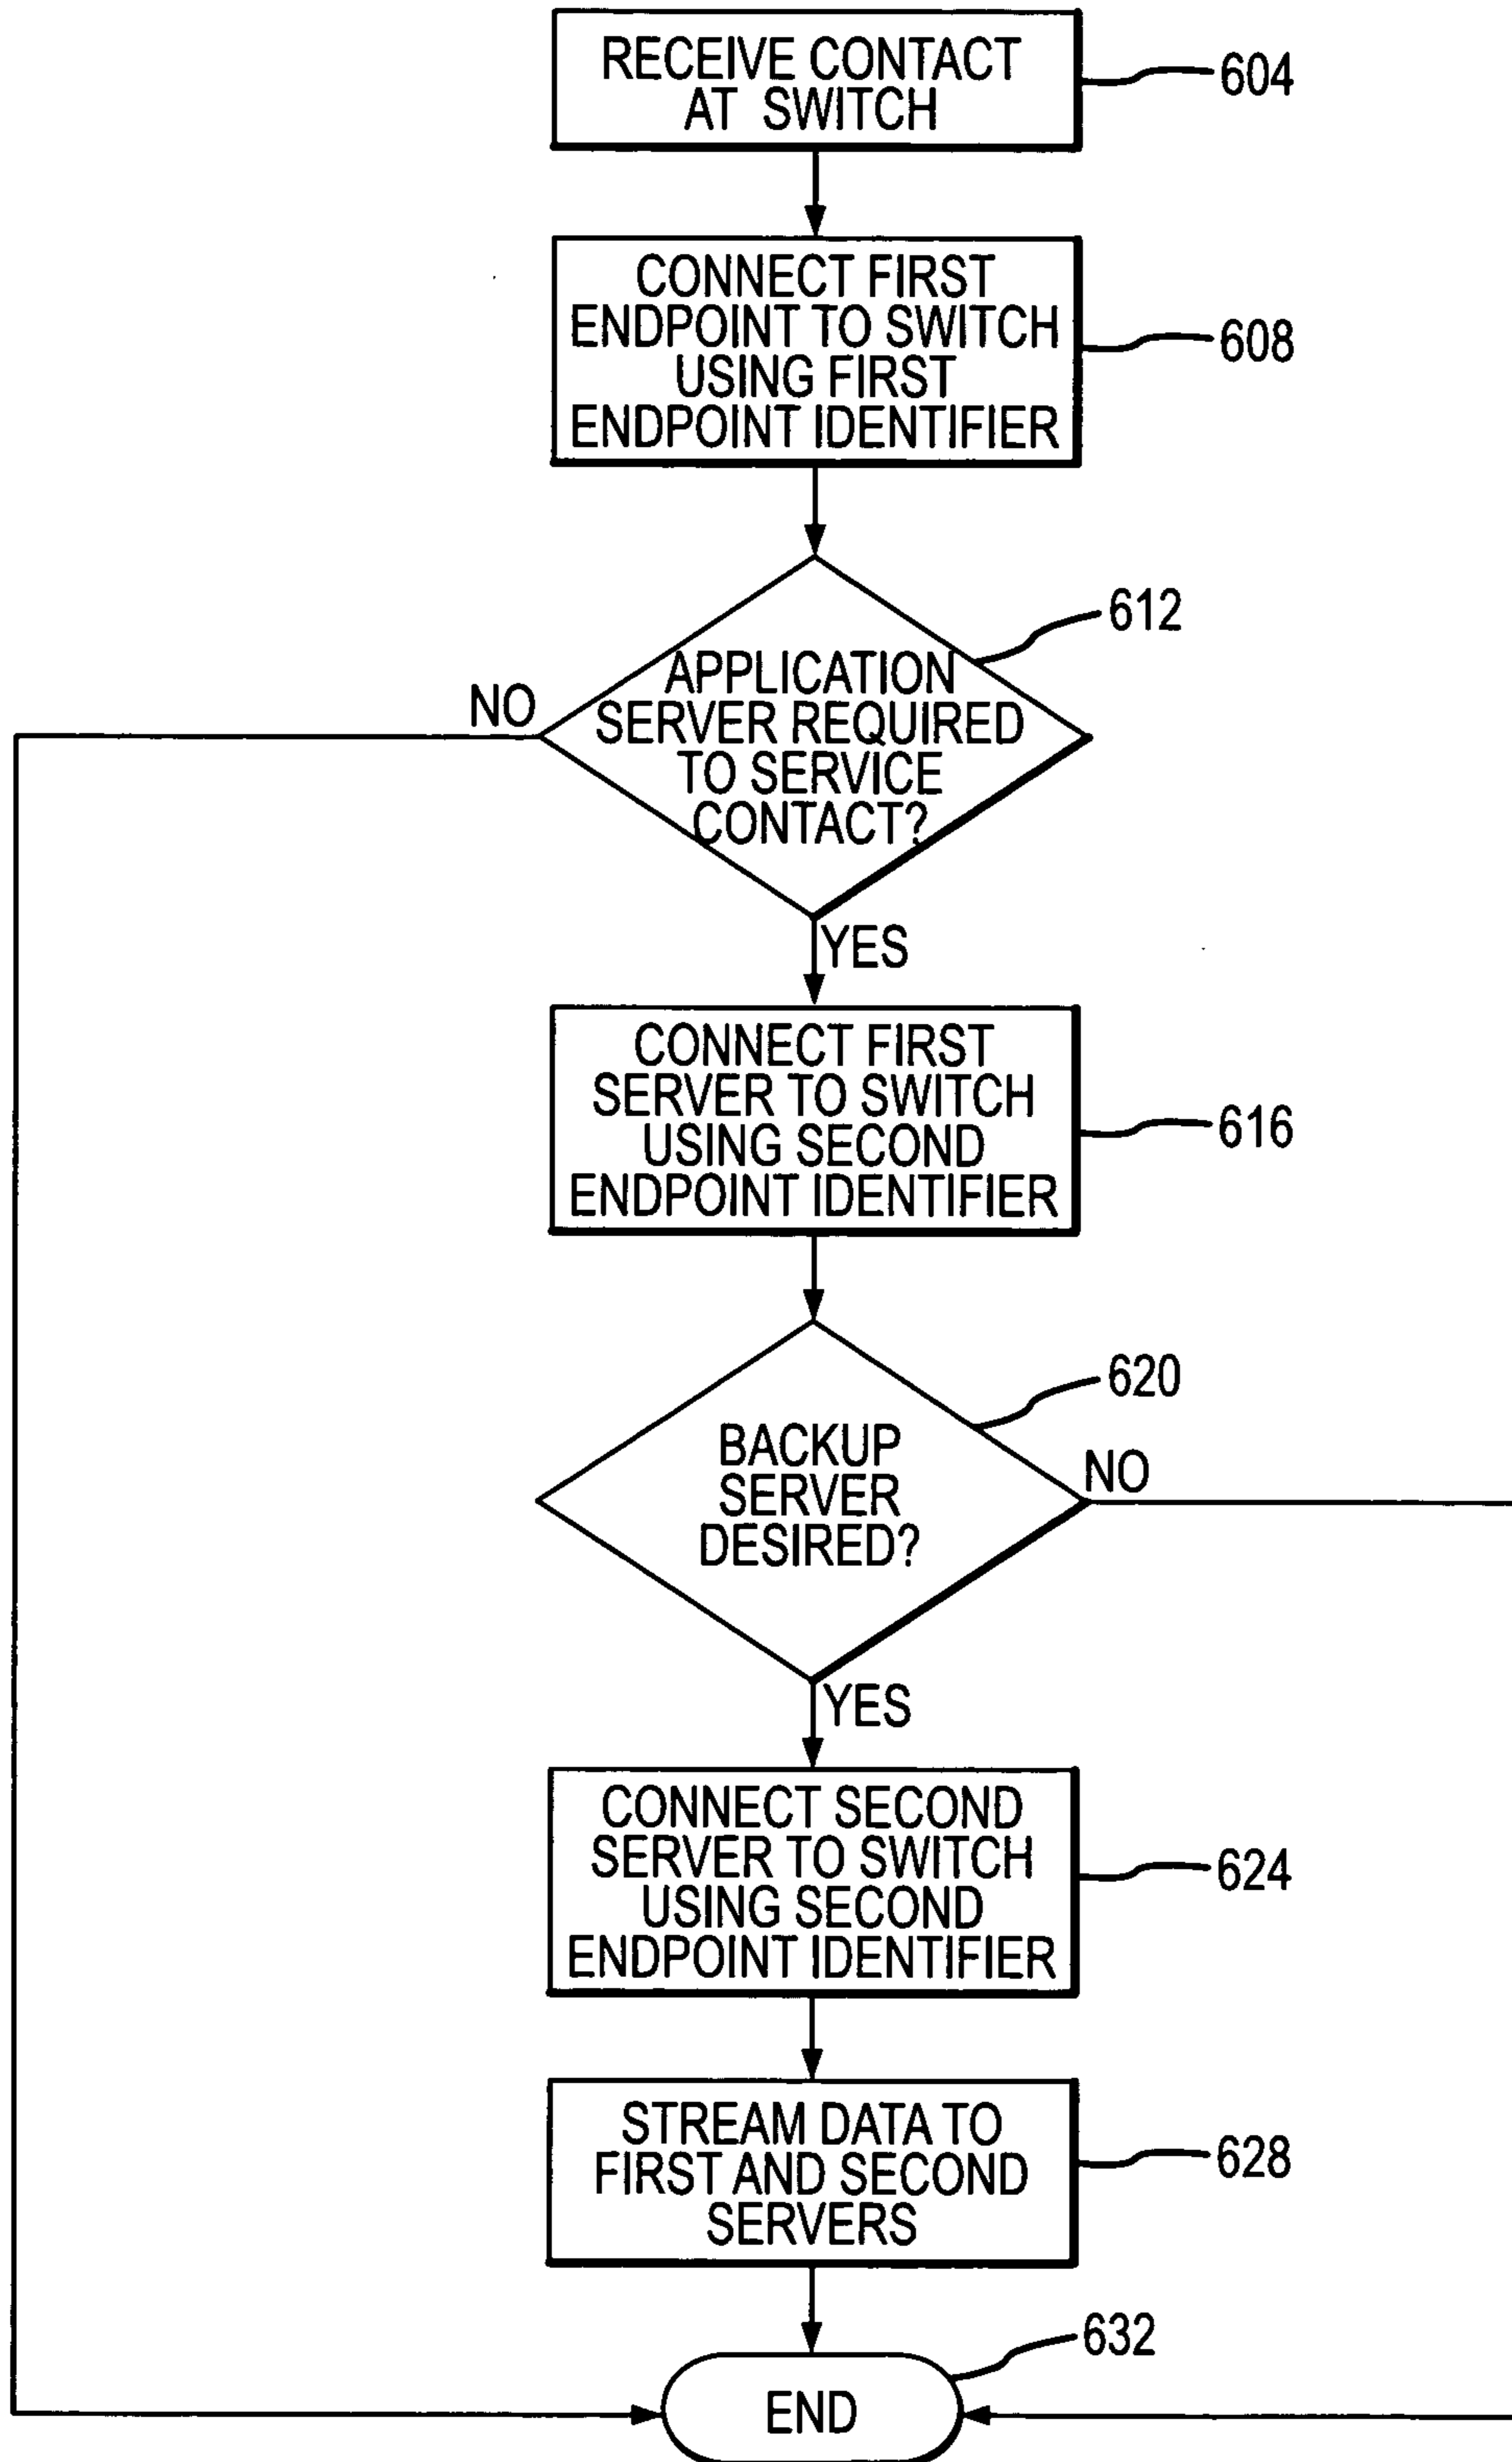 RECEIVE CONTACT
AT SWITCH
604
CONNECT FIRST
ENDPOINT TO SWITCH
USING FIRST
ENDPOINT IDENTIFIER
608
612
APPLICATION
SERVER REQUIRED
TO SERVICE
CONTACT?
NO
YES
CONNECT FIRST
SERVER TO SWITCH
USING SECOND
ENDPOINT IDENTIFIER
616
620
BACKUP
SERVER
DESIRED?
NO
YES
CONNECT SECOND
SERVER TO SWITCH
USING SECOND
ENDPOINT IDENTIFIER
624
STREAM DATA TO
FIRST AND SECOND
SERVERS
628
632
END